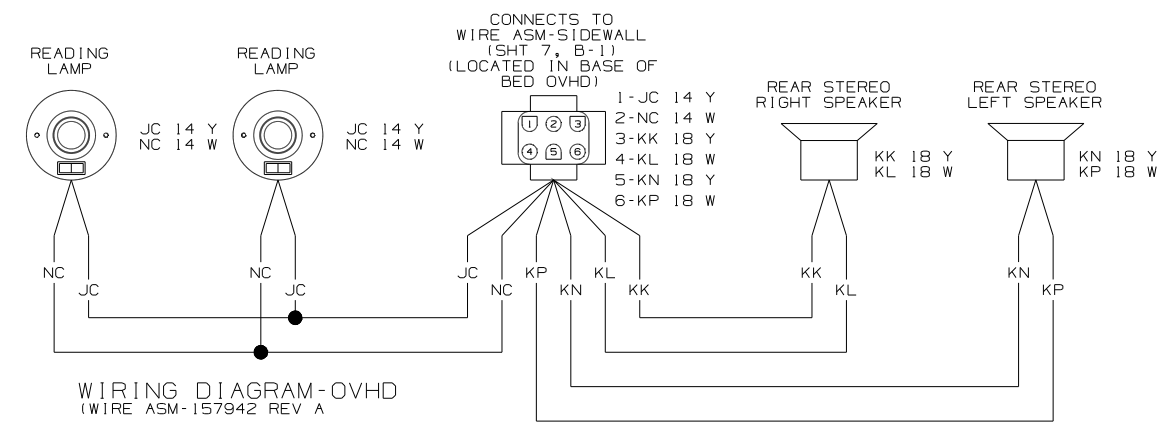 CONNECTS TO
WIRE ASM-SIDEWALL
(SHT 7, B-1)
(LOCATED IN BASE OF
BED OVHD)
READING
LAMP
READING
LAMP
REAR STEREO
RIGHT SPEAKER
REAR STEREO
LEFT SPEAKER
JC 14 Y
NC 14 W
JC 14 Y
NC 14 W
1 2 3
4 5 6
1-JC 14 Y
2-NC 14 W
3-KK 18 Y
4-KL 18 W
5-KN 18 Y
6-KP 18 W
KK 18 Y
KL 18 W
KN 18 Y
KP 18 W
NC
JC
NC
JC
JC
NC
KP
KN
KL
KK
KK
KL
KN
KP
WIRING DIAGRAM-OVHD
(WIRE ASM-157942 REV A